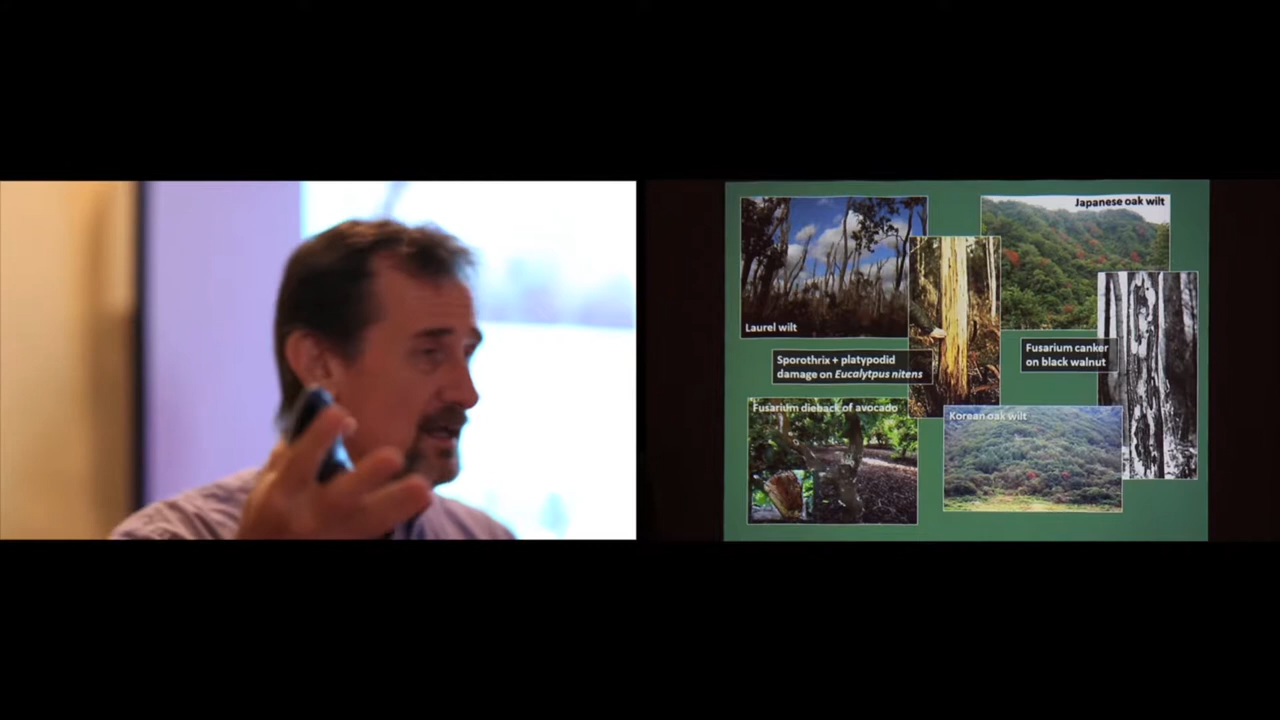 Japanese oak wilt
Laurel wilt
Sporothrix + platypodid
damage on Eucalytpus nitens
Fusarium canker
on black walnut
Fusarium dieback of avocado
Korean oak wilt